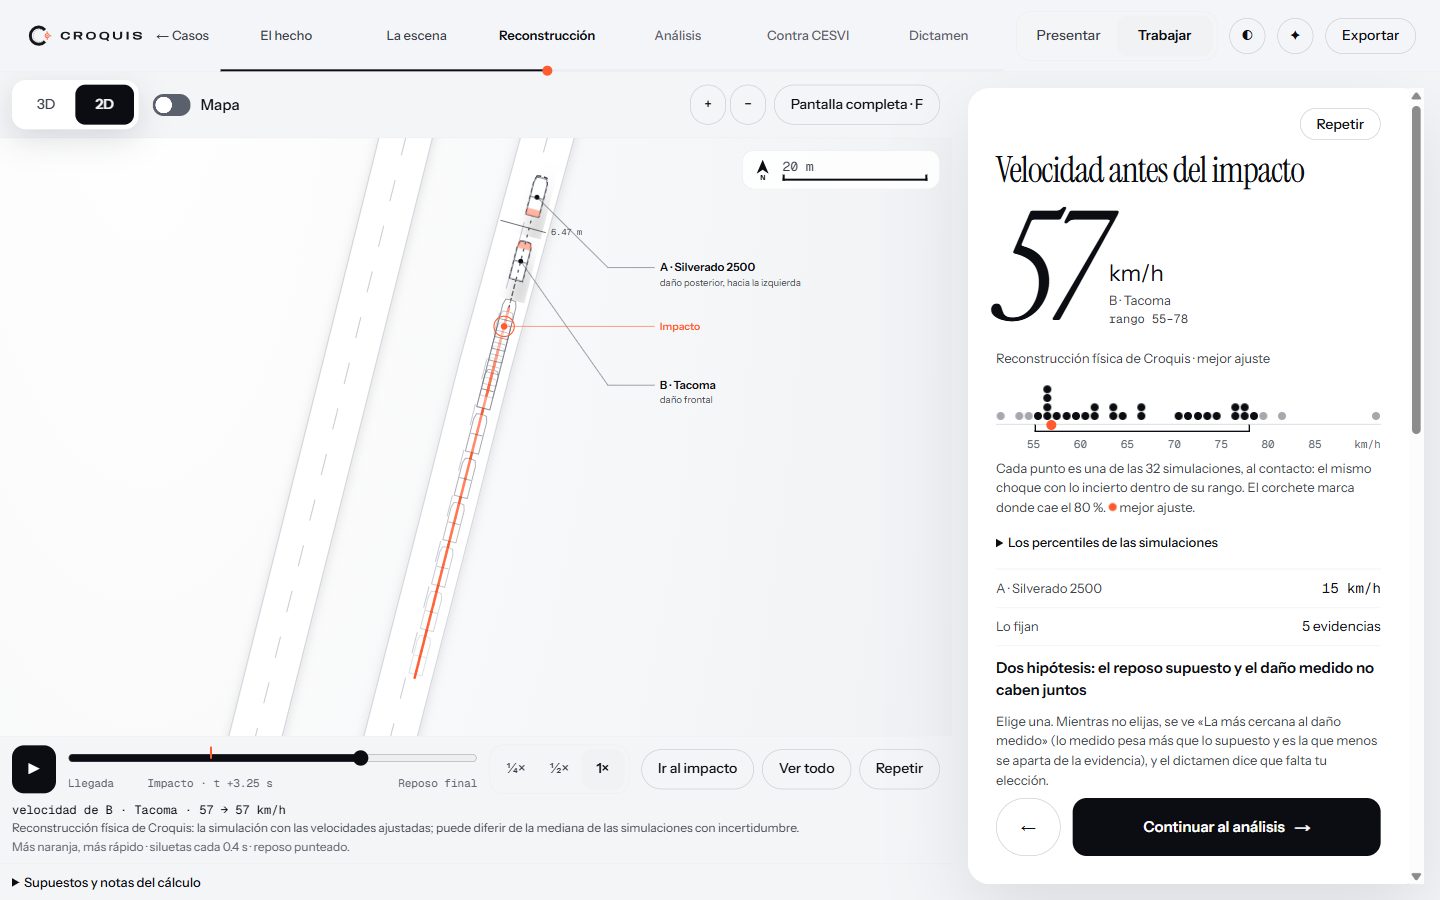 CROQUIS
← Casos
El hecho
La escena
Reconstrucción
Análisis
Contra CESVI
Dictamen
Presentar
Trabajar
Exportar
3D
2D
Mapa
+
−
Pantalla completa · F
N
20 m
6.47 m
A · Silverado 2500
daño posterior, hacia la izquierda
Impacto
B · Tacoma
daño frontal
Llegada
Impacto · t +3.25 s
Reposo final
¼×
½×
1×
Ir al impacto
Ver todo
Repetir
velocidad de B · Tacoma · 57 → 57 km/h
Reconstrucción física de Croquis: la simulación con las velocidades ajustadas; puede diferir de la mediana de las simulaciones con incertidumbre.
Más naranja, más rápido · siluetas cada 0.4 s · reposo punteado.
Supuestos y notas del cálculo
Repetir
Velocidad antes del impacto
57
km/h
B · Tacoma
rango 55–78
Reconstrucción física de Croquis · mejor ajuste
55 60 65 70 75 80 85 km/h
Cada punto es una de las 32 simulaciones, al contacto: el mismo
choque con lo incierto dentro de su rango. El corchete marca
donde cae el 80 %. mejor ajuste.
Los percentiles de las simulaciones
A · Silverado 2500 15 km/h
Lo fijan 5 evidencias
Dos hipótesis: el reposo supuesto y el daño medido no
caben juntos
Elige una. Mientras no elijas, se ve «La más cercana al daño
medido» (lo medido pesa más que lo supuesto y es la que menos
se aparta de la evidencia), y el dictamen dice que falta tu
elección.
←
Continuar al análisis →